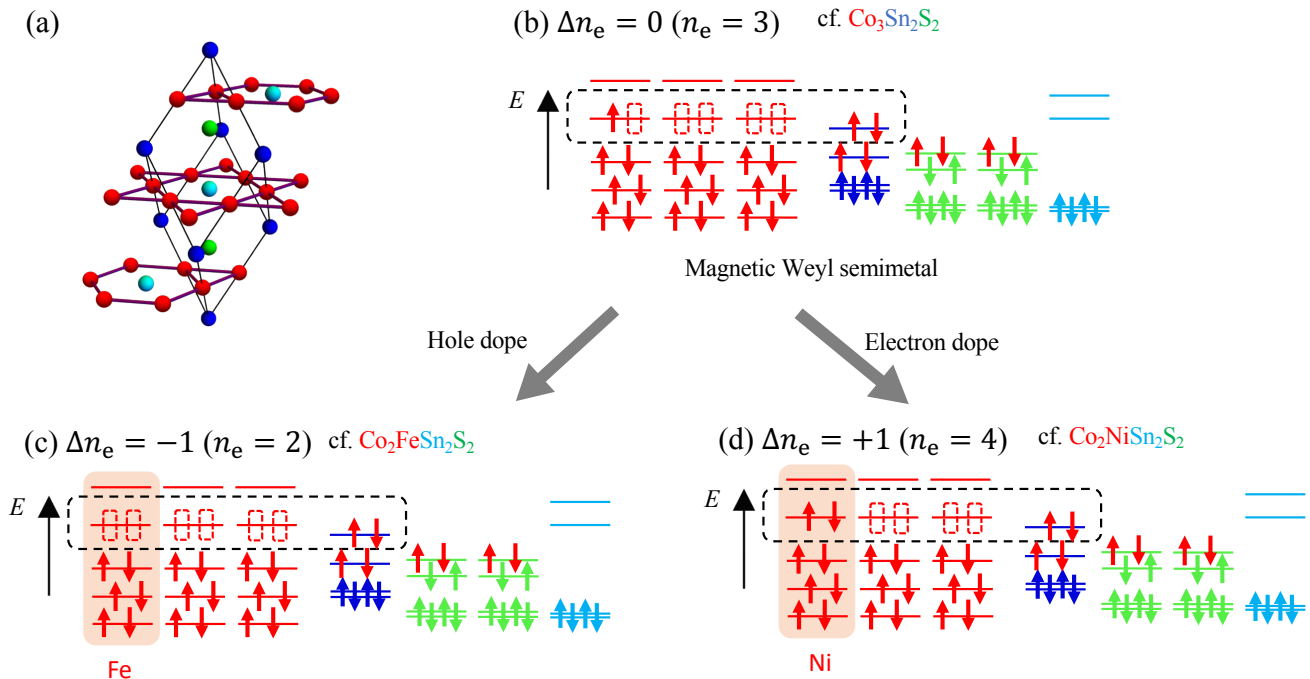 (a)
(b) Δnₑ = 0 (nₑ = 3) cf. Co₃Sn₂S₂
E
Magnetic Weyl semimetal
Hole dope
Electron dope
(c) Δnₑ = −1 (nₑ = 2) cf. Co₂FeSn₂S₂
E
Fe
(d) Δnₑ = +1 (nₑ = 4) cf. Co₂NiSn₂S₂
E
Ni